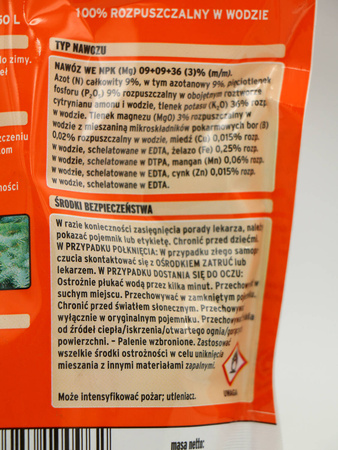 100% ROZPUSZCZALNY W WODZIE
50 L
TYP NAWOZU
do zimy,
NAWÓZ WE NPK (Mg) 09+09+36 (3)% (m/m).
Azot (N) całkowity 9%, w tym azotanowy 9%, pięciotlenek
fosforu (P₂O₅) 9% rozpuszczalny w obojętnym roztworze
cytrynianu amonu i wodzie, tlenek potasu (K₂O) 36% rozp.
w wodzie. Tlenek magnezu (MgO) 3% rozpuszczalny w
wodzie z mieszaniną mikroskładników pokarmowych bor (B)
0,02% rozpuszczalny w wodzie, miedź (Cu) 0,015% rozp.
w wodzie, schelatowane w EDTA, żelazo (Fe) 0,25% rozp.
w wodzie, schelatowane w DTPA, mangan (Mn) 0,06% rozp.
w wodzie, schelatowane w EDTA, cynk (Zn) 0,015% rozp.
w wodzie, schelatowane w EDTA.
ŚRODKI BEZPIECZEŃSTWA
W razie konieczności zasięgnięcia porady lekarza, należy
pokazać pojemnik lub etykietę. Chronić przed dziećmi.
W PRZYPADKU POŁKNIĘCIA: W przypadku złego samopo-
czucia skontaktować się z OŚRODKIEM ZATRUĆ lub
lekarzem. W PRZYPADKU DOSTANIA SIĘ DO OCZU:
Ostrożnie płukać wodą przez kilka minut. Przechowywać w
suchym miejscu. Przechowywać w zamkniętym pojemniku.
Chronić przed światłem słonecznym. Przechowywać
wyłącznie w oryginalnym pojemniku. Przechowywać
od źródeł ciepła/iskrzenia/otwartego ognia/
powierzchni. – Palenie wzbronione. Zastosować
wszelkie środki ostrożności w celu uniknięcia
mieszania z innymi materiałami zapalnymi.
UWAGA
Może intensyfikować pożar; utleniacz.
masa netto: